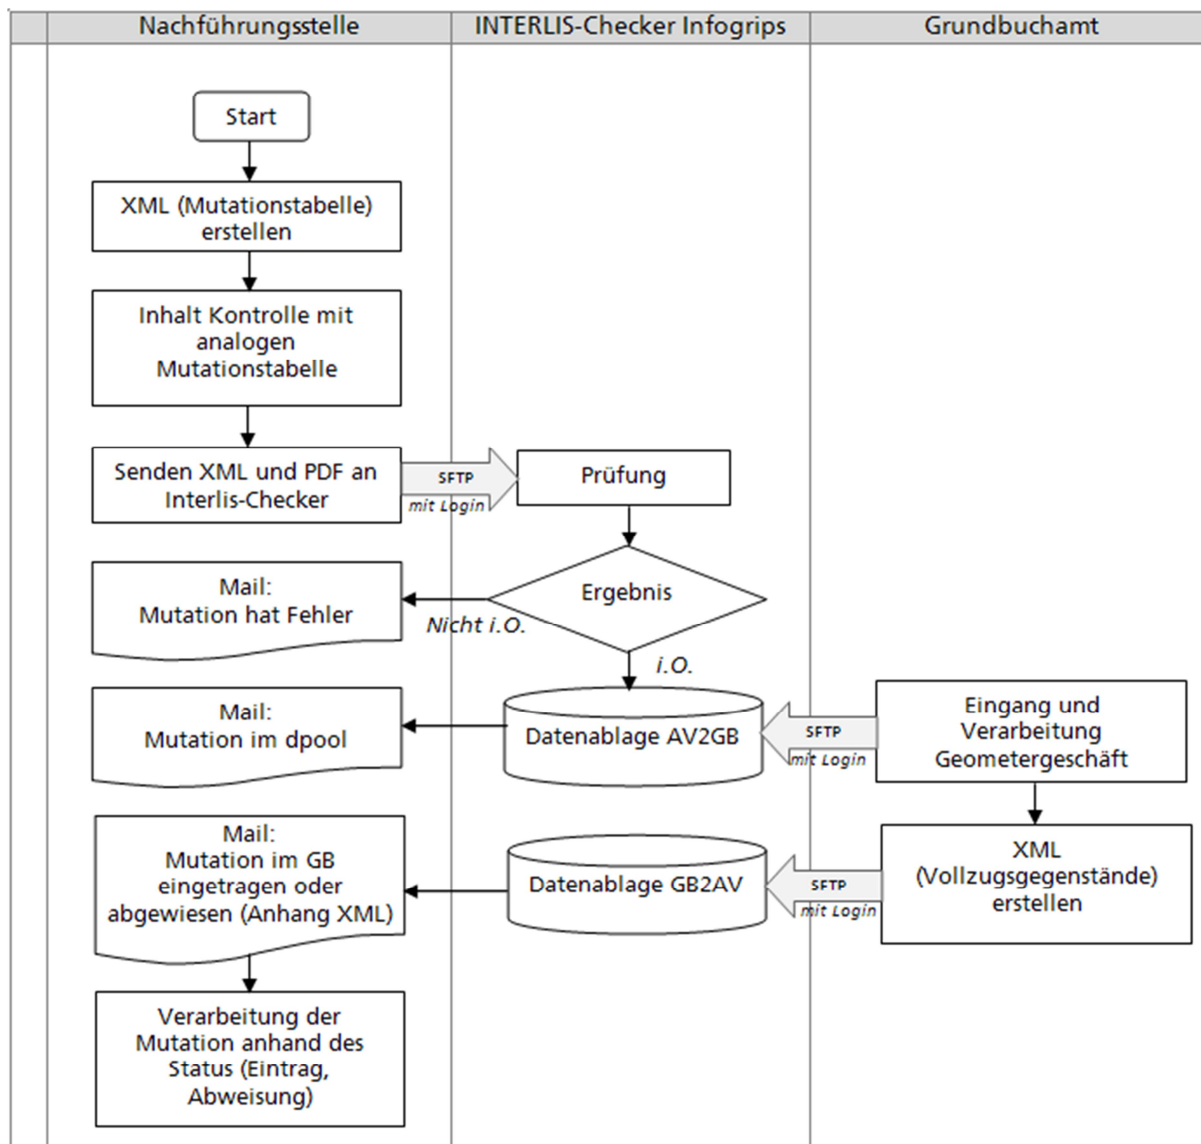 Nachführungsstelle
INTERLIS-Checker Infogrips
Grundbuchamt
Start
XML (Mutationstabelle)
erstellen
Inhalt Kontrolle mit
analogen
Mutationstabelle
Senden XML und PDF an
Interlis-Checker
SFTP
mit Login
Prüfung
Ergebnis
Nicht i.O.
i.O.
Mail:
Mutation hat Fehler
Mail:
Mutation im dpool
Datenablage AV2GB
SFTP
mit Login
Eingang und
Verarbeitung
Geometergeschäft
Mail:
Mutation im GB
eingetragen oder
abgewiesen (Anhang XML)
Datenablage GB2AV
SFTP
mit Login
XML
(Vollzugsgegenstände)
erstellen
Verarbeitung der
Mutation anhand des
Status (Eintrag,
Abweisung)